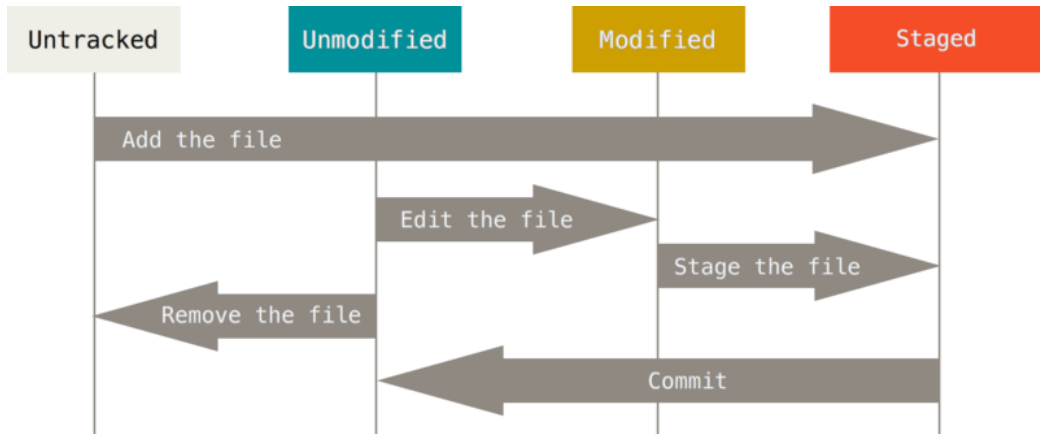 Untracked
Unmodified
Modified
Staged
Add the file
Edit the file
Stage the file
Remove the file
Commit